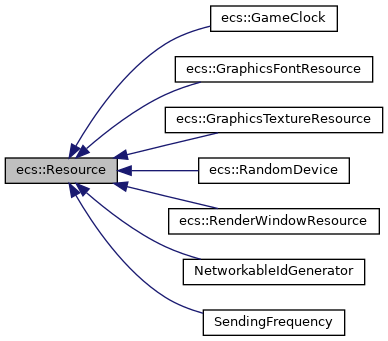 ecs::GameClock
ecs::GraphicsFontResource
ecs::GraphicsTextureResource
ecs::Resource
ecs::RandomDevice
ecs::RenderWindowResource
NetworkableIdGenerator
SendingFrequency